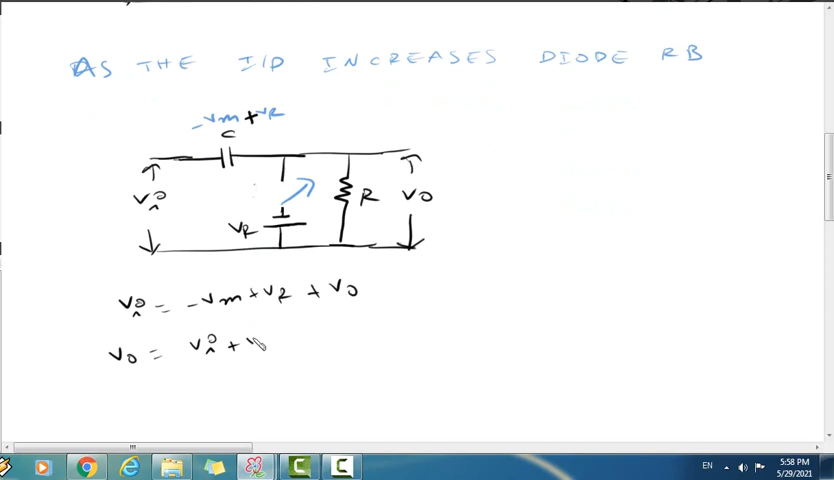 AS THE I/P INCREASES DIODE RB
-Vm + VR
C
Vi
VR
R
Vo
Vi = -Vm + VR + Vo
Vo = Vi + V
EN
5:58 PM
5/29/2021